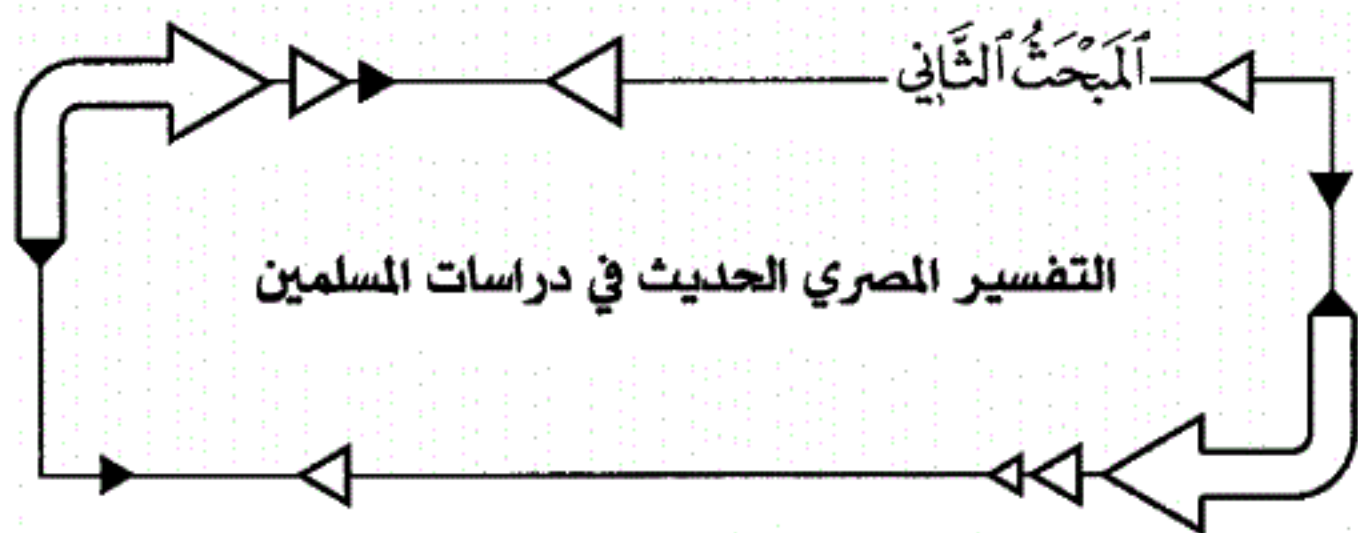 ٱلْمَبْحَثُ ٱلثَّانِي
التفسير المصري الحديث في دراسات المسلمين